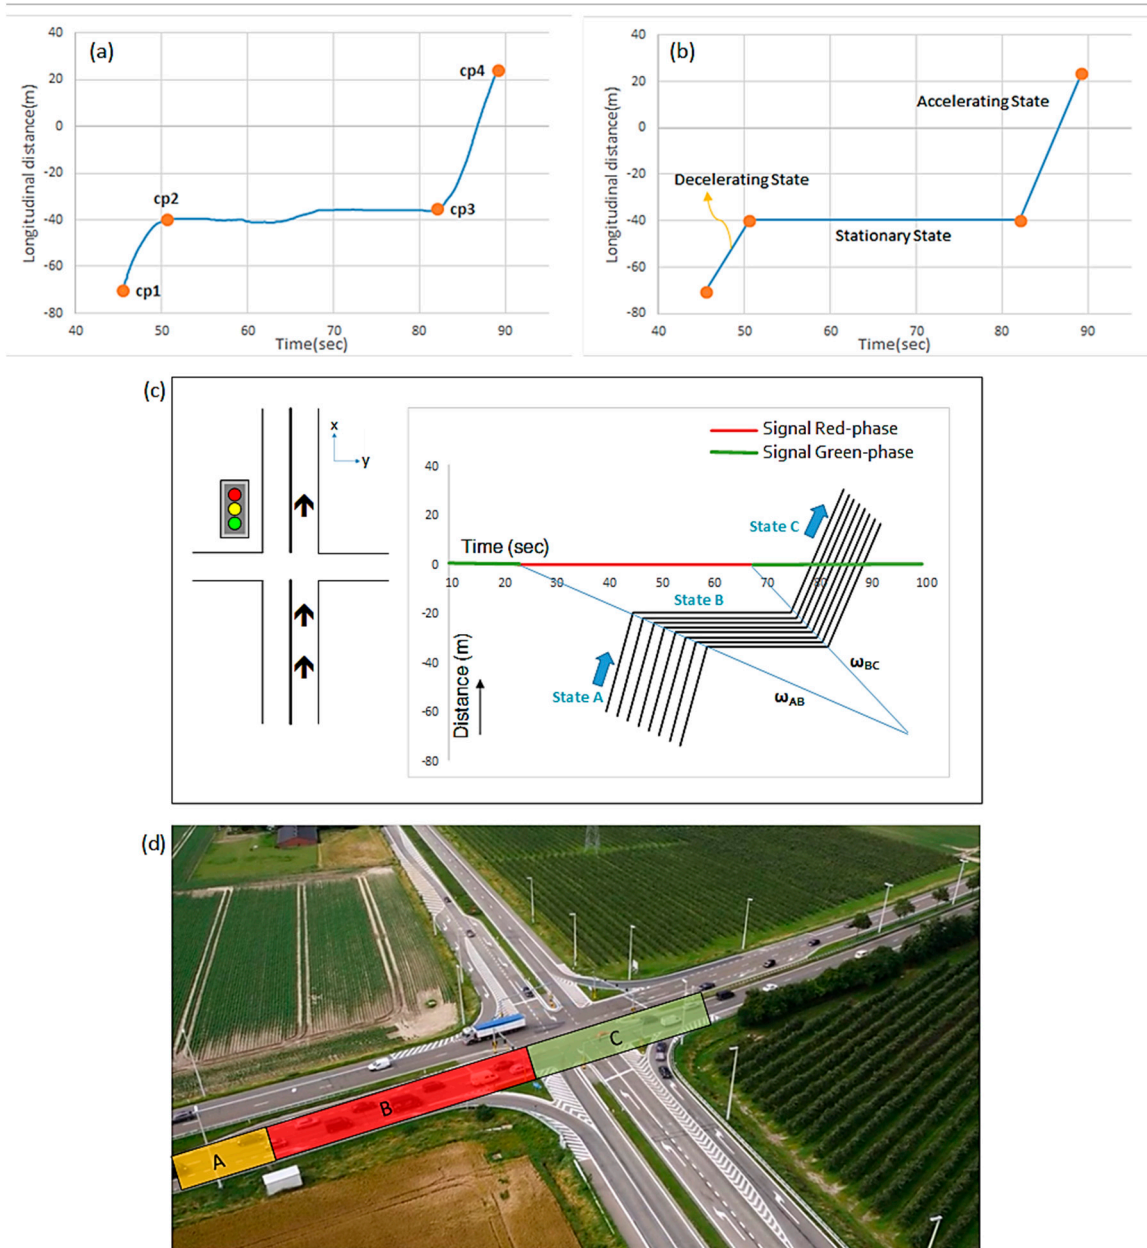 (a)
40
20
0
-20
-40
-60
-80
Longitudinal distance(m)
cp1
cp2
cp3
cp4
40 50 60 70 80 90
Time(sec)
(b)
40
20
0
-20
-40
-60
-80
Longitudinal distance(m)
Accelerating State
Decelerating State
Stationary State
40 50 60 70 80 90
Time(sec)
(c)
x
y
Signal Red-phase
Signal Green-phase
40
20
0
-20
-40
-60
-80
Time (sec)
10 20 30 40 50 60 70 80 90 100
Distance (m)
State C
State B
State A
ωBC
ωAB
(d)
A
B
C